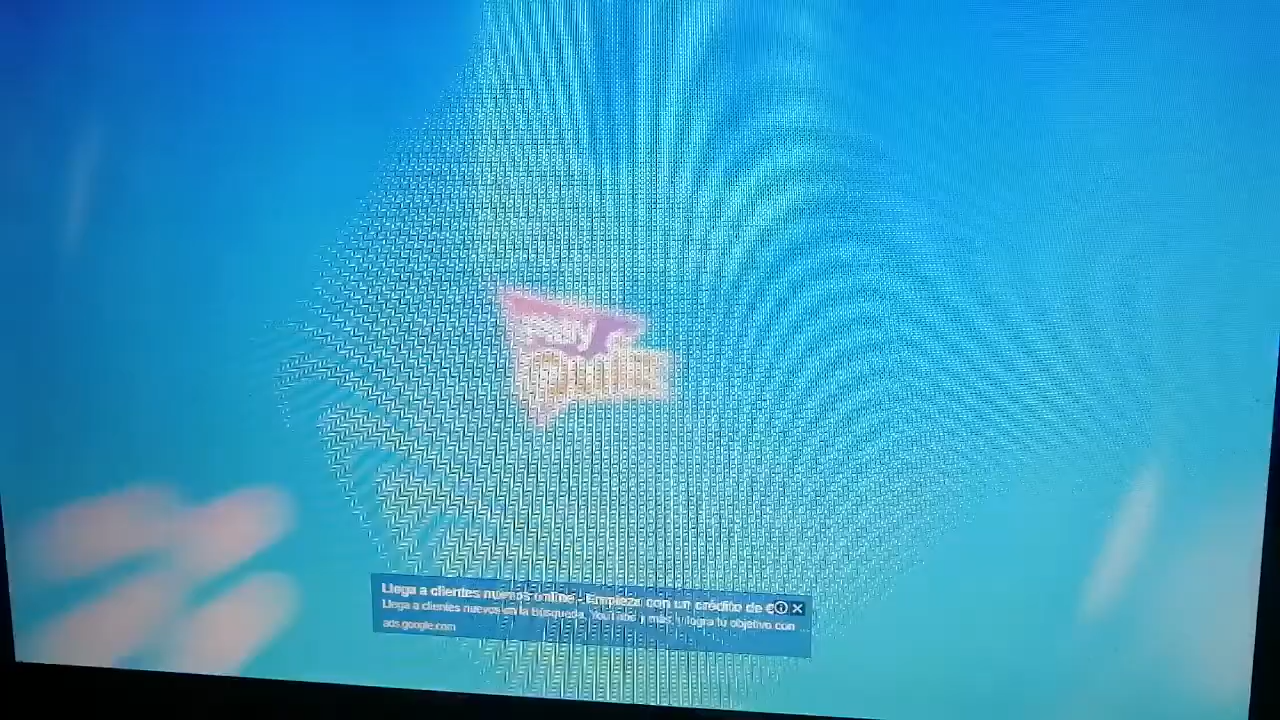 Llega a clientes nuevos online - Empieza con un crédito de €
Llega a clientes nuevos en la Búsqueda, YouTube y más, y logra tu objetivo con ...
ads.google.com